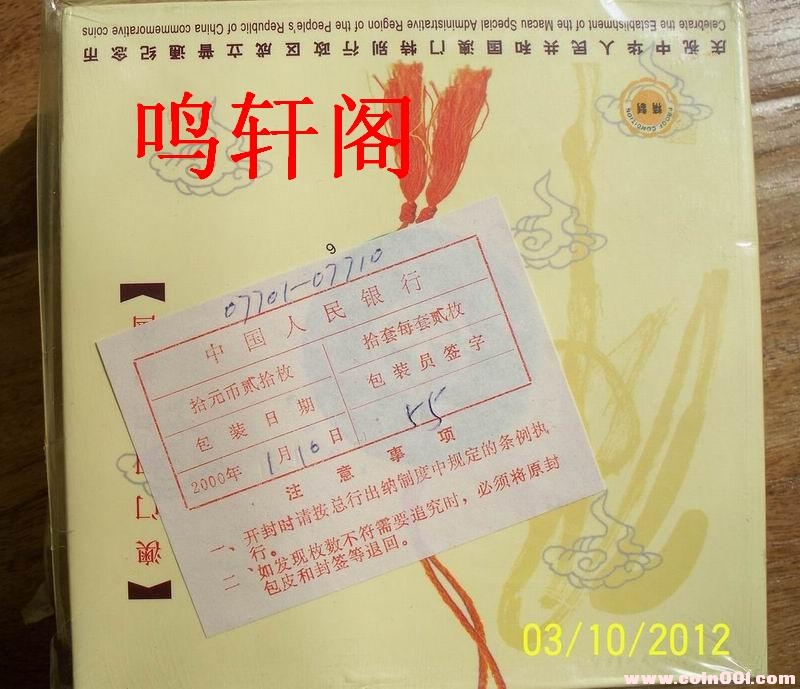 Celebrate the Establishment of the Macau Special Administrative Region of the People's Republic of China commemorative coins
庆祝中华人民共和国澳门特别行政区成立普通纪念币
精制
PROOF CONDITION
鸣轩阁
07701-07710
中国人民银行
拾元币贰拾枚
拾套每套贰枚
包装日期
包装员签字
2000年1月10日
55
注意事项
一、开封时请按总行出纳制度中规定的条例执
行。
二、如发现枚数不符需要追究时，必须将原封
包皮和封签等退回。
澳门
03/10/2012
www.coin001.com